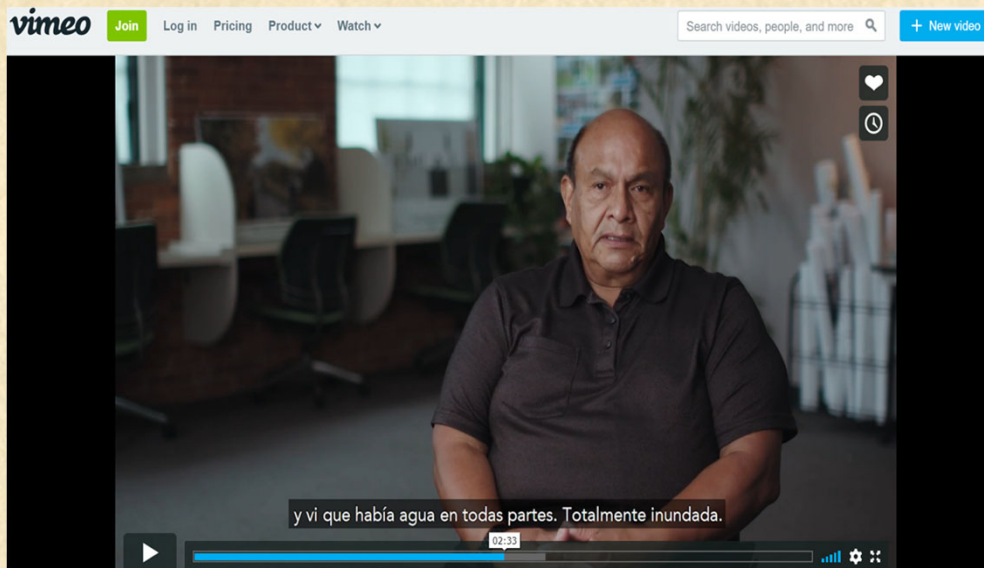 vimeo Join Log in Pricing Product Watch Search videos, people, and more + New video
y vi que había agua en todas partes. Totalmente inundada.
02:33